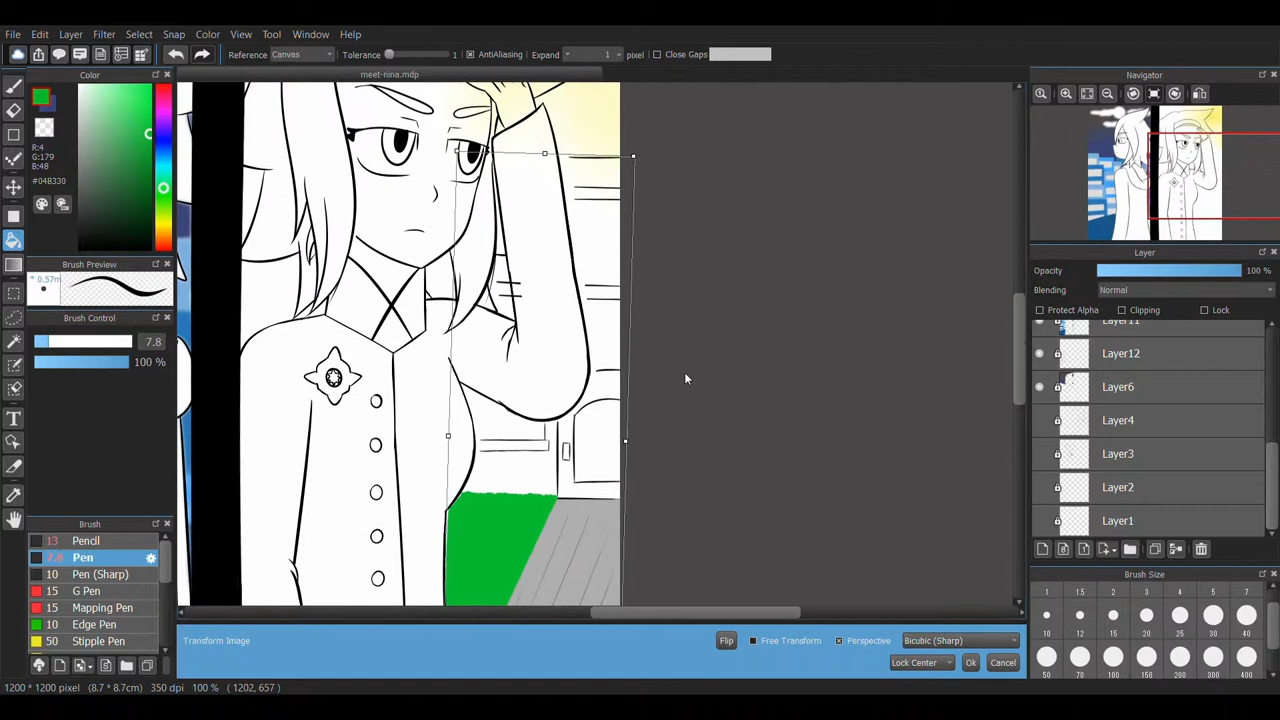 File Edit Layer Filter Select Snap Color View Tool Window Help
Reference Canvas Tolerance 1 AntiAliasing Expand 1 pixel Close Gaps
Color
meet-nina.mdp
Navigator
R:4
G:179
B:48
#04B330
Brush Preview
* 0.57m
Brush Control
7.8
100 %
Layer
Opacity 100 %
Blending Normal
Protect Alpha Clipping Lock
Layer11
Layer12
Layer6
Layer4
Layer3
Layer2
Layer1
Brush
13 Pencil
7.8 Pen
10 Pen (Sharp)
15 G Pen
15 Mapping Pen
10 Edge Pen
50 Stipple Pen
Brush Size
1 1.5 2 3 4 5 7
10 12 15 20 25 30 40
50 70 100 150 200 300 400
Transform Image Flip Free Transform Perspective Bicubic (Sharp)
Lock Center Ok Cancel
1200 * 1200 pixel (8.7 * 8.7cm) 350 dpi 100 % ( 1202, 657 )